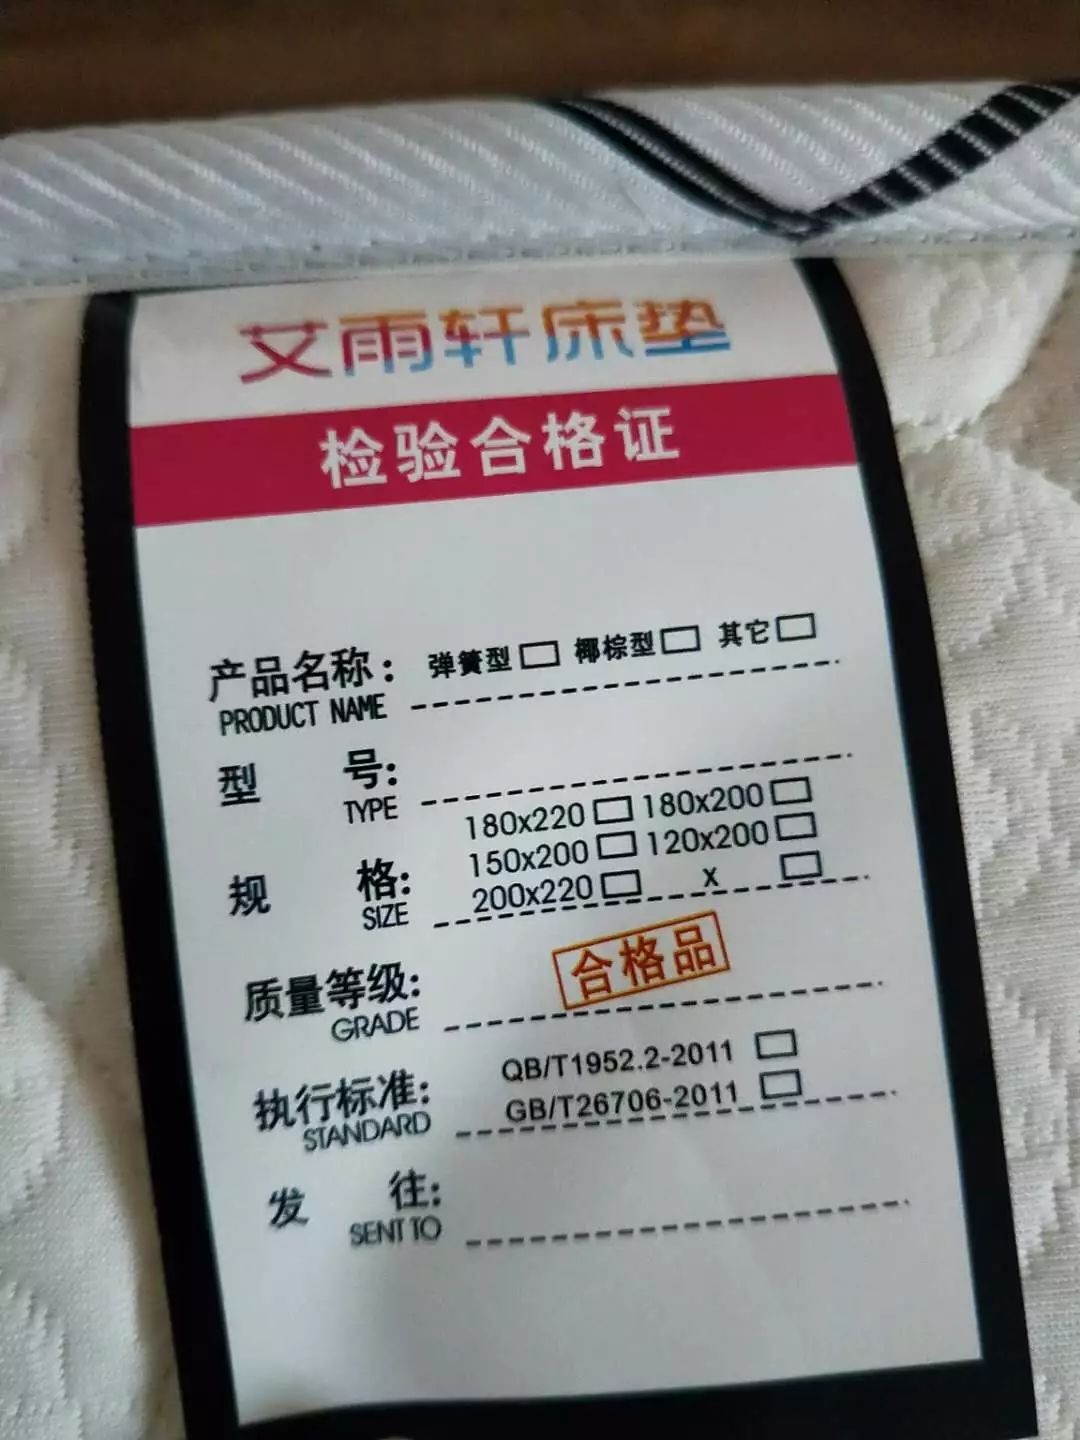 艾雨轩床垫
检验合格证
产品名称： 弹簧型□ 椰棕型□ 其它□
PRODUCT NAME
型 号：
TYPE
180x220□ 180x200□
150x200□ 120x200□
规 格：
200x220□ x □
SIZE
质量等级： 合格品
GRADE
QB/T1952.2-2011 □
执行标准：
GB/T26706-2011 □
STANDARD
发 往：
SENT TO